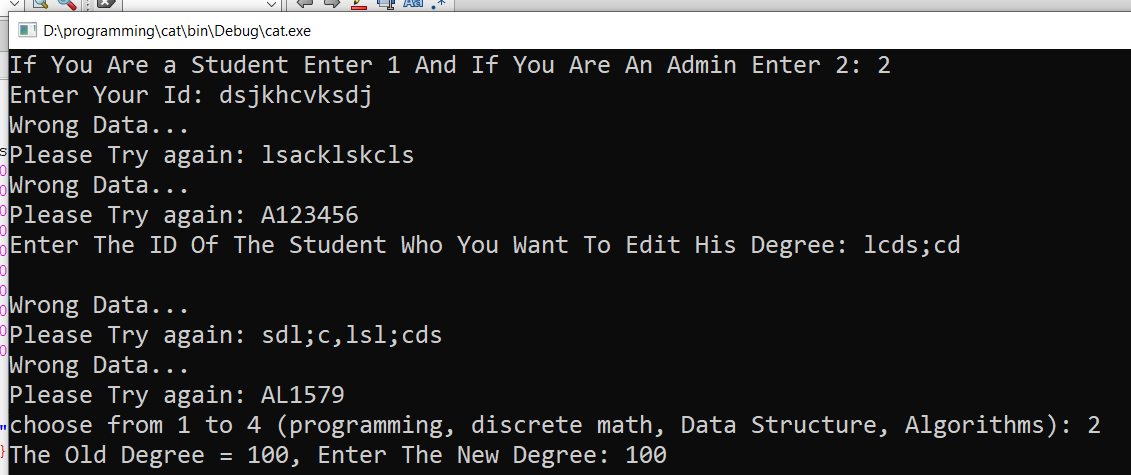 D:\programming\cat\bin\Debug\cat.exe
If You Are a Student Enter 1 And If You Are An Admin Enter 2: 2
Enter Your Id: dsjkhcvksdj
Wrong Data...
Please Try again: lsacklskcls
Wrong Data...
Please Try again: A123456
Enter The ID Of The Student Who You Want To Edit His Degree: lcds;cd
Wrong Data...
Please Try again: sdl;c,lsl;cds
Wrong Data...
Please Try again: AL1579
choose from 1 to 4 (programming, discrete math, Data Structure, Algorithms): 2
The Old Degree = 100, Enter The New Degree: 100